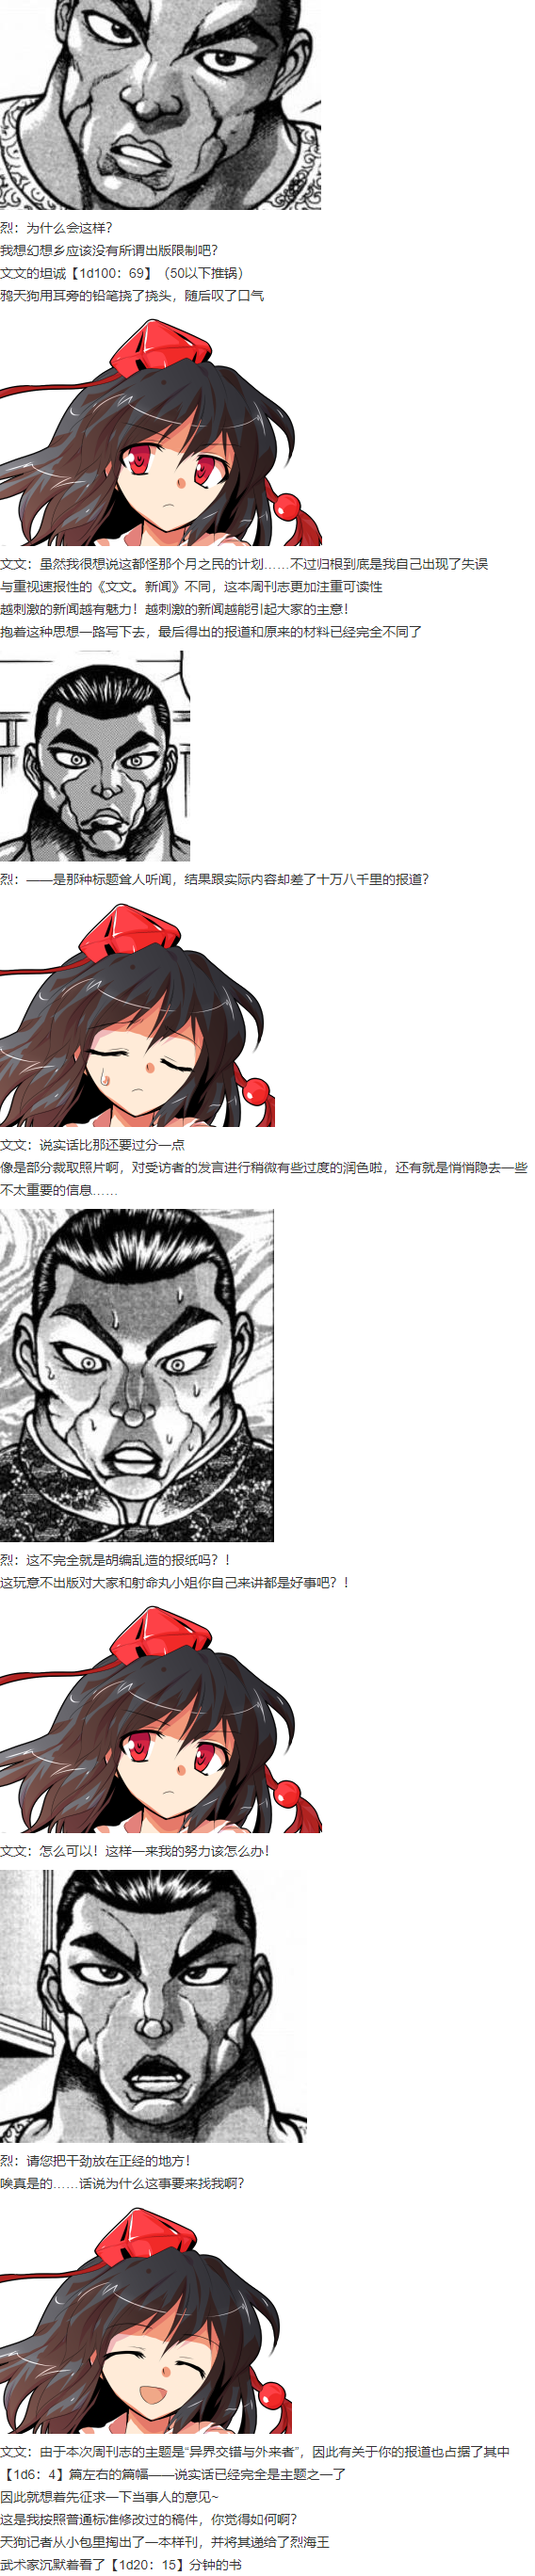 烈：为什么会这样？
我想幻想乡应该没有所谓出版限制吧？
文文的坦诚【1d100：69】（50以下推锅）
鸦天狗用耳旁的铅笔挠了挠头，随后叹了口气
文文：虽然我很想说这都怪那个月之民的计划……不过归根到底是我自己出现了失误
与重视速报性的《文文。新闻》不同，这本周刊志更加注重可读性
越刺激的新闻越有魅力！越刺激的新闻越能引起大家的主意！
抱着这种思想一路写下去，最后得出的报道和原来的材料已经完全不同了
烈：——是那种标题耸人听闻，结果跟实际内容却差了十万八千里的报道？
文文：说实话比那还要过分一点
像是部分裁取照片啊，对受访者的发言进行稍微有些过度的润色啦，还有就是悄悄隐去一些
不太重要的信息……
烈：这不完全就是胡编乱造的报纸吗？！
这玩意不出版对大家和射命丸小姐你自己来讲都是好事吧？！
文文：怎么可以！这样一来我的努力该怎么办！
烈：请您把干劲放在正经的地方！
唉真是的……话说为什么这事要来找我啊？
文文：由于本次周刊志的主题是“异界交错与外来者”，因此有关于你的报道也占据了其中
【1d6：4】篇左右的篇幅——说实话已经完全是主题之一了
因此就想着先征求一下当事人的意见~
这是我按照普通标准修改过的稿件，你觉得如何啊？
天狗记者从小包里掏出了一本样刊，并将其递给了烈海王
武术家沉默着看了【1d20：15】分钟的书